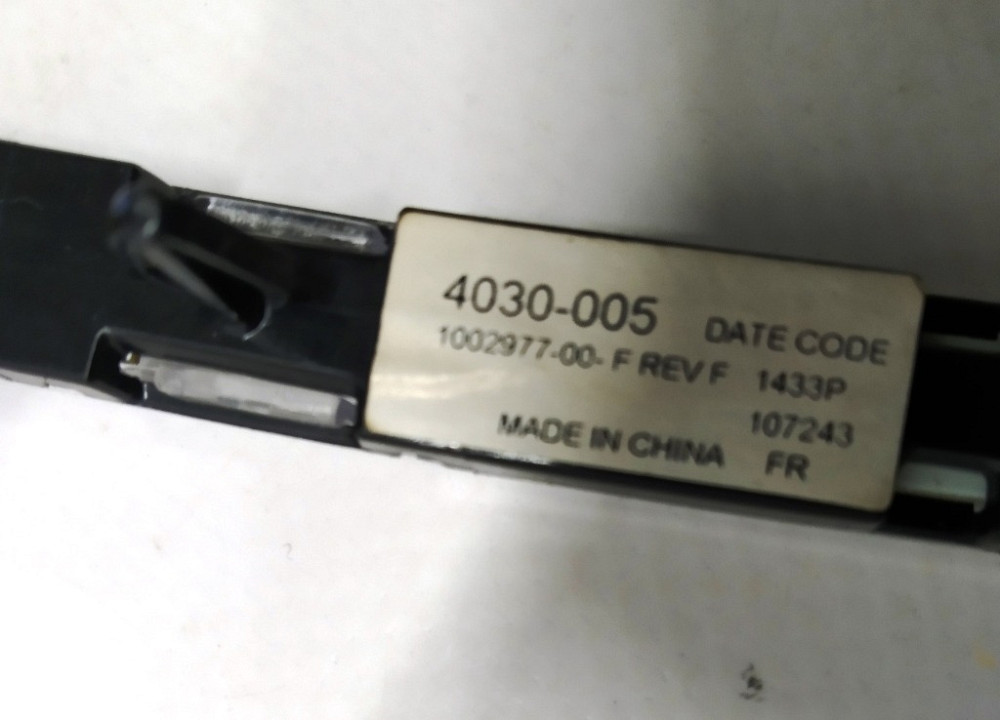 4030-005
DATE CODE
1002977-00- F REV F 1433P
107243
MADE IN CHINA FR